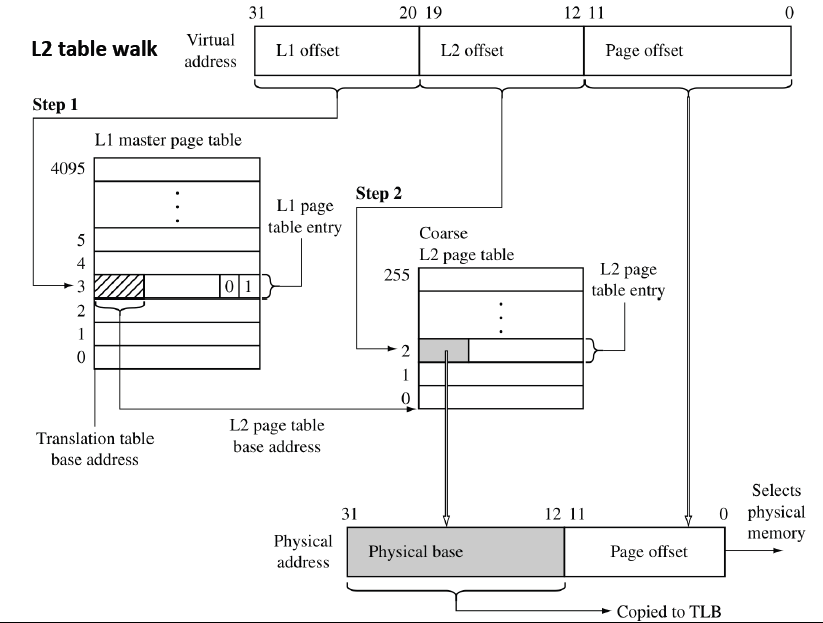 31
20 19
12 11
0
L2 table walk
Virtual
address
L1 offset
L2 offset
Page offset
Step 1
L1 master page table
4095
5
4
3
0
1
2
1
0
L1 page
table entry
Step 2
Coarse
L2 page table
255
2
1
0
L2 page
table entry
Translation table
base address
L2 page table
base address
31
12 11
0
Physical
address
Physical base
Page offset
Selects
physical
memory
Copied to TLB